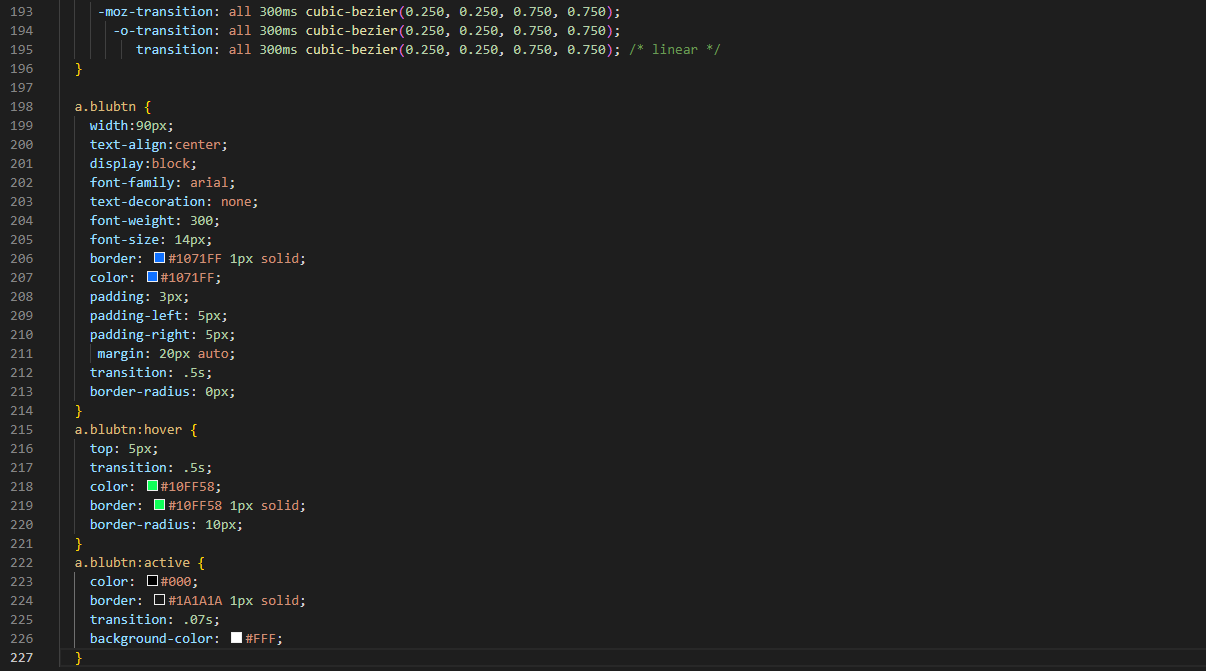 193 -moz-transition: all 300ms cubic-bezier(0.250, 0.250, 0.750, 0.750);
194 -o-transition: all 300ms cubic-bezier(0.250, 0.250, 0.750, 0.750);
195 transition: all 300ms cubic-bezier(0.250, 0.250, 0.750, 0.750); /* linear */
196 }
197
198 a.blubtn {
199 width:90px;
200 text-align:center;
201 display:block;
202 font-family: arial;
203 text-decoration: none;
204 font-weight: 300;
205 font-size: 14px;
206 border: #1071FF 1px solid;
207 color: #1071FF;
208 padding: 3px;
209 padding-left: 5px;
210 padding-right: 5px;
211 margin: 20px auto;
212 transition: .5s;
213 border-radius: 0px;
214 }
215 a.blubtn:hover {
216 top: 5px;
217 transition: .5s;
218 color: #10FF58;
219 border: #10FF58 1px solid;
220 border-radius: 10px;
221 }
222 a.blubtn:active {
223 color: #000;
224 border: #1A1A1A 1px solid;
225 transition: .07s;
226 background-color: #FFF;
227 }